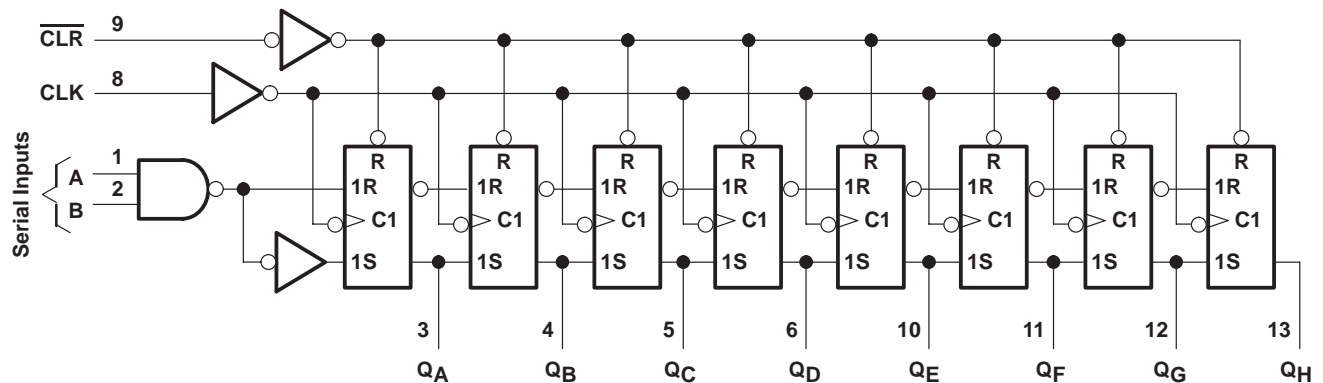 CLR 9
CLK 8
Serial Inputs
A 1
B 2
R R R R R R R R
1R 1R 1R 1R 1R 1R 1R 1R
C1 C1 C1 C1 C1 C1 C1 C1
1S 1S 1S 1S 1S 1S 1S 1S
3 4 5 6 10 11 12 13
QA QB QC QD QE QF QG QH